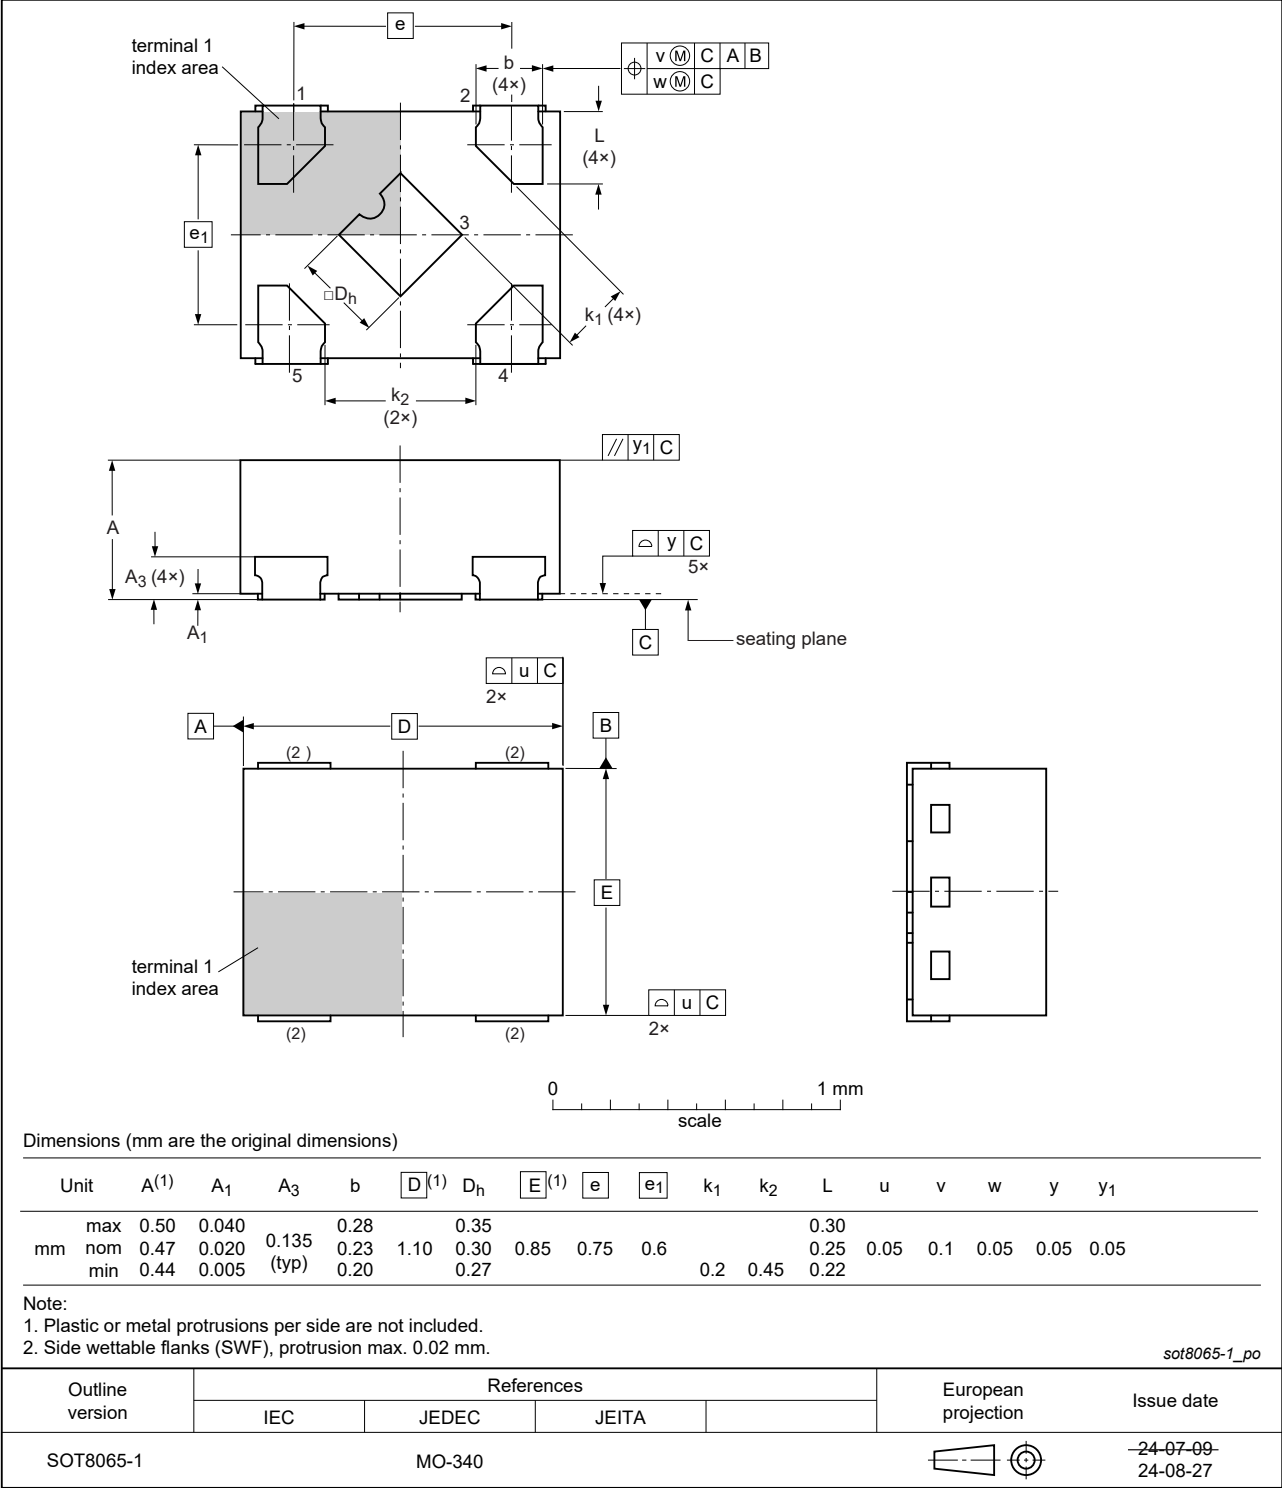 e
terminal 1
index area
b
(4×)
v Ⓜ C A B
w Ⓜ C
1
2
L
(4×)
e1
3
□Dh
k1 (4×)
5
4
k2
(2×)
// y1 C
A
⌓ y C
5×
A3 (4×)
A1
C
seating plane
⌓ u C
2×
A
D
B
(2 )
(2)
E
terminal 1
index area
⌓ u C
2×
(2)
(2)
0 1 mm
scale
Dimensions (mm are the original dimensions)
Unit A(1) A1 A3 b D(1) Dh E(1) e e1 k1 k2 L u v w y y1
max 0.50 0.040 0.28 0.35 0.30
mm nom 0.47 0.020 0.135 (typ) 0.23 1.10 0.30 0.85 0.75 0.6 0.25 0.05 0.1 0.05 0.05 0.05
min 0.44 0.005 0.20 0.27 0.2 0.45 0.22
Note:
1. Plastic or metal protrusions per side are not included.
2. Side wettable flanks (SWF), protrusion max. 0.02 mm.
sot8065-1_po
Outline
version
References
European
projection
Issue date
IEC JEDEC JEITA
SOT8065-1 MO-340
24-07-09
24-08-27